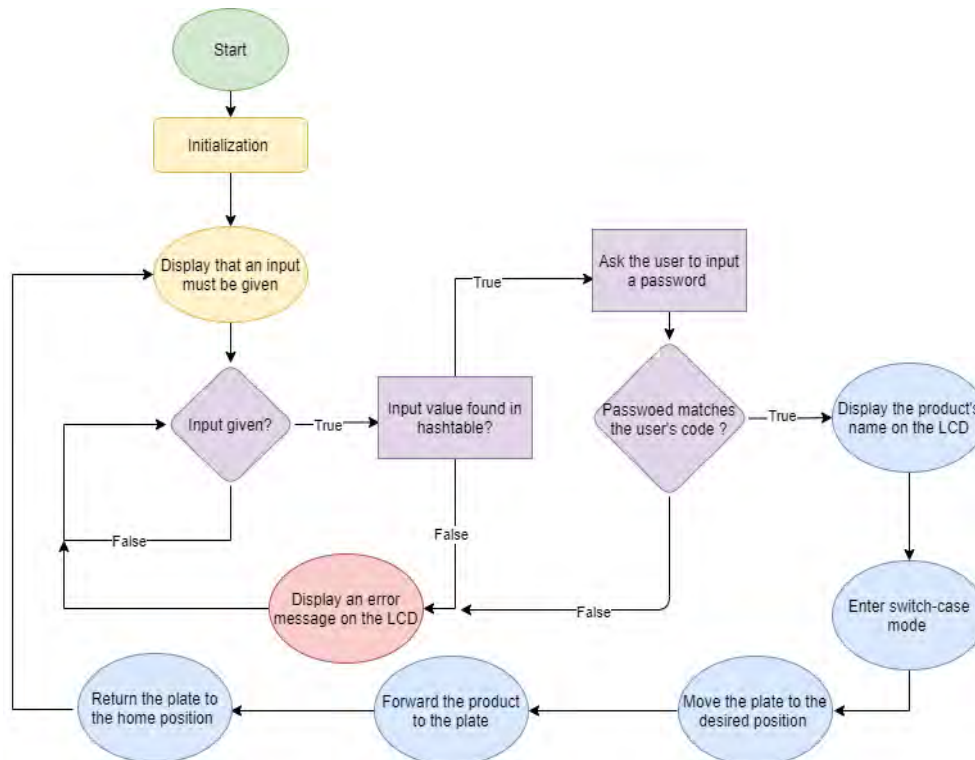 Start
Initialization
Display that an input
must be given
Input given?
True
False
Input value found in
hashtable?
True
False
Display an error
message on the LCD
Ask the user to input
a password
Passwoed matches
the user's code ?
True
False
Display the product's
name on the LCD
Enter switch-case
mode
Move the plate to the
desired position
Forward the product
to the plate
Return the plate to
the home position